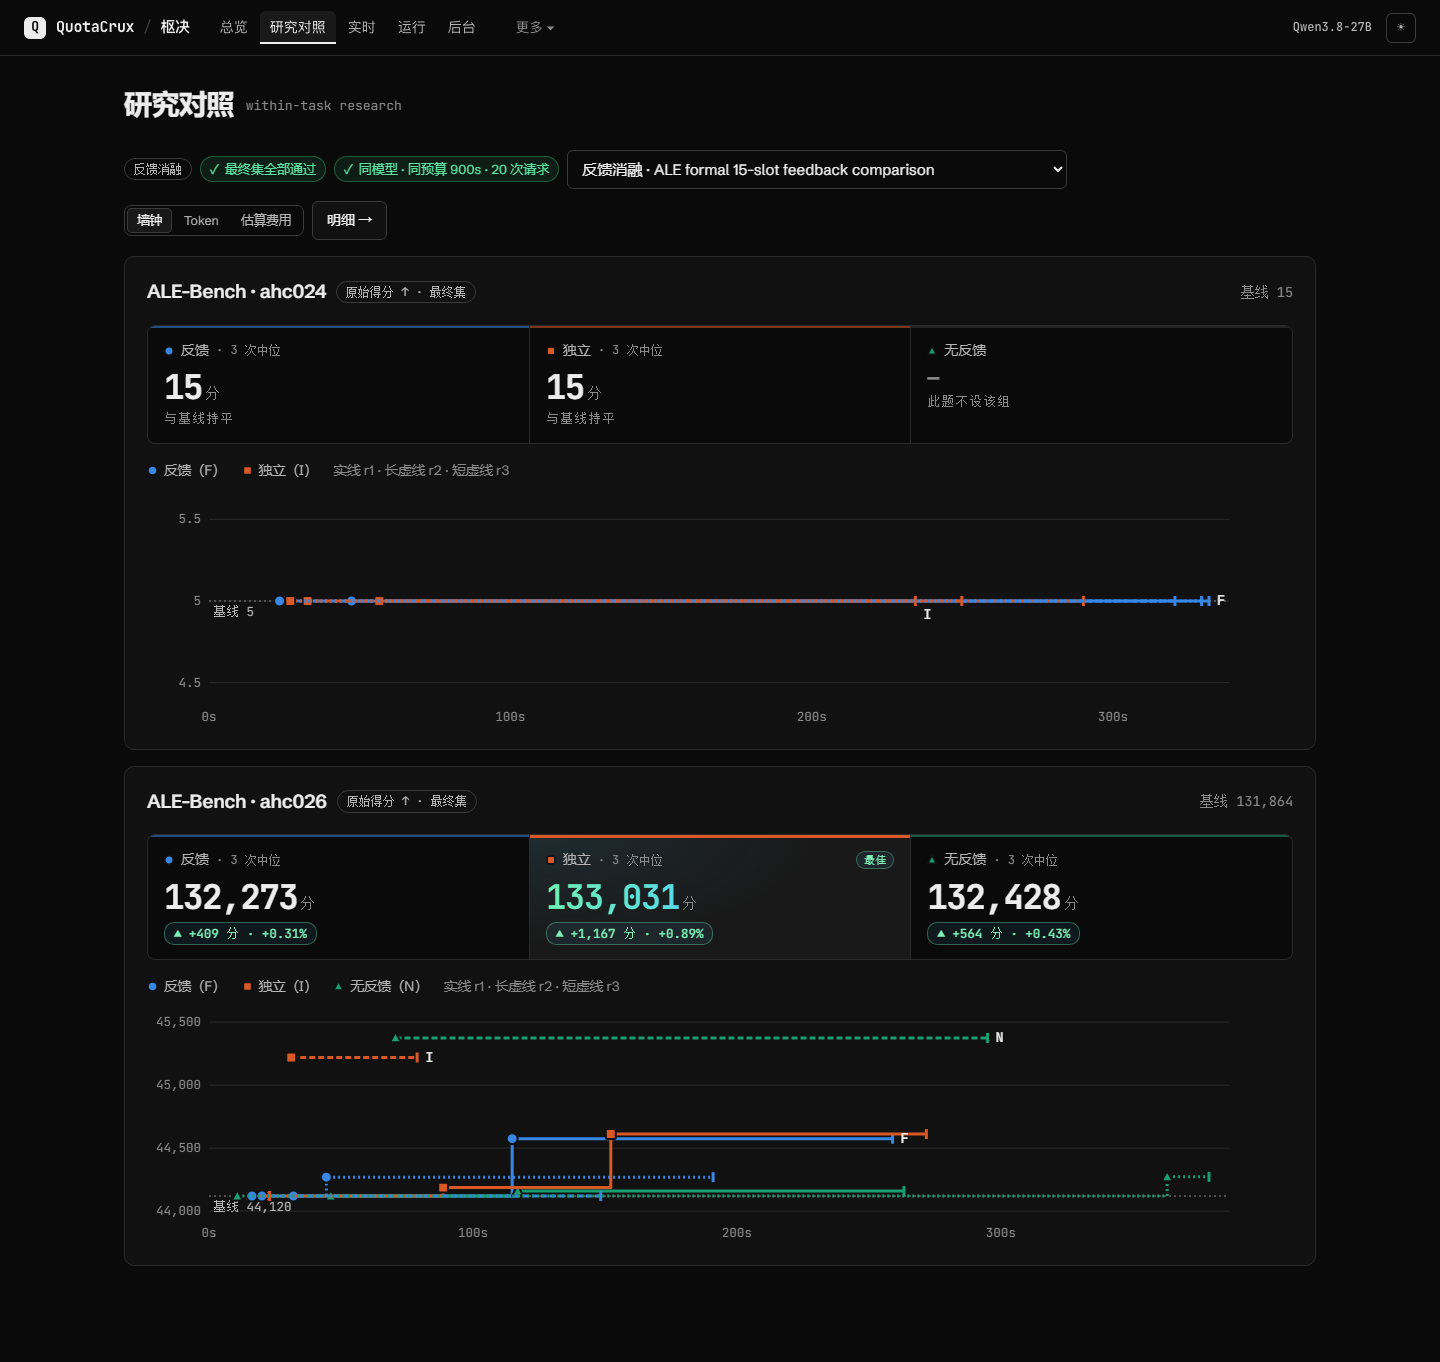 Q QuotaCrux / 枢决 总览 研究对照 实时 运行 后台 更多 Qwen3.8-27B
研究对照 within-task research
反馈消融 ✓ 最终集全部通过 ✓ 同模型 · 同预算 900s · 20 次请求 反馈消融 · ALE formal 15-slot feedback comparison
墙钟 Token 估算费用 明细 →
ALE-Bench · ahc024 原始得分 ↑ · 最终集 基线 15
反馈 · 3 次中位
15 分
与基线持平
独立 · 3 次中位
15 分
与基线持平
无反馈
—
此题不设该组
反馈 (F) 独立 (I) 实线 r1 · 长虚线 r2 · 短虚线 r3
5.5
5
基线 5
F
I
4.5
0s 100s 200s 300s
ALE-Bench · ahc026 原始得分 ↑ · 最终集 基线 131,864
反馈 · 3 次中位
132,273 分
▲ +409 分 · +0.31%
独立 · 3 次中位 最佳
133,031 分
▲ +1,167 分 · +0.89%
无反馈 · 3 次中位
132,428 分
▲ +564 分 · +0.43%
反馈 (F) 独立 (I) 无反馈 (N) 实线 r1 · 长虚线 r2 · 短虚线 r3
45,500
N
I
45,000
44,500
F
基线 44,120
44,000
0s 100s 200s 300s